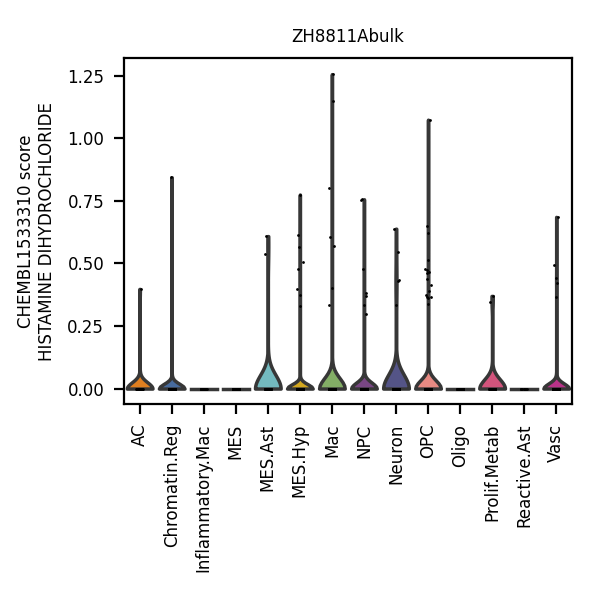 ZH8811Abulk
CHEMBL1533310 score
HISTAMINE DIHYDROCHLORIDE
1.25
1.00
0.75
0.50
0.25
0.00
AC
Chromatin.Reg
Inflammatory.Mac
MES
MES.Ast
MES.Hyp
Mac
NPC
Neuron
OPC
Oligo
Prolif.Metab
Reactive.Ast
Vasc